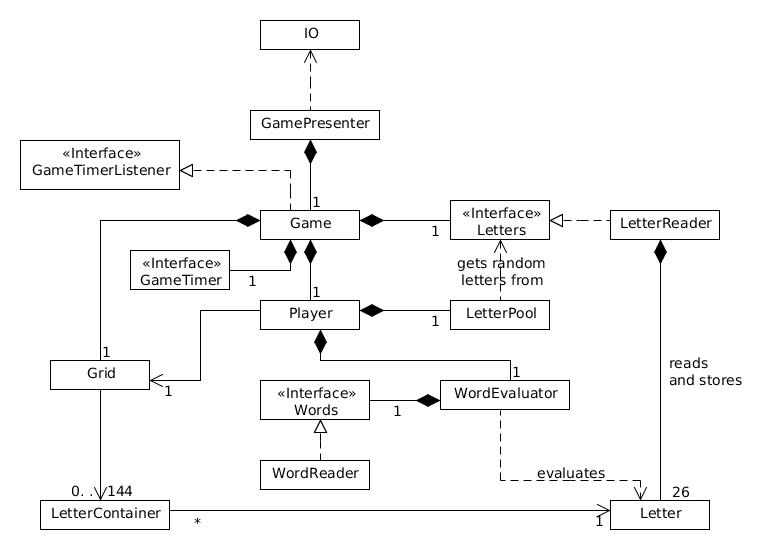 IO
GamePresenter
«Interface»
GameTimerListener
1
Game
1
«Interface»
Letters
LetterReader
«Interface»
GameTimer
1
gets random
letters from
1
Player
1
LetterPool
reads
and stores
1
Grid
1
1
WordEvaluator
«Interface»
Words
1
WordReader
evaluates
0. . 144
26
LetterContainer
*
1
Letter